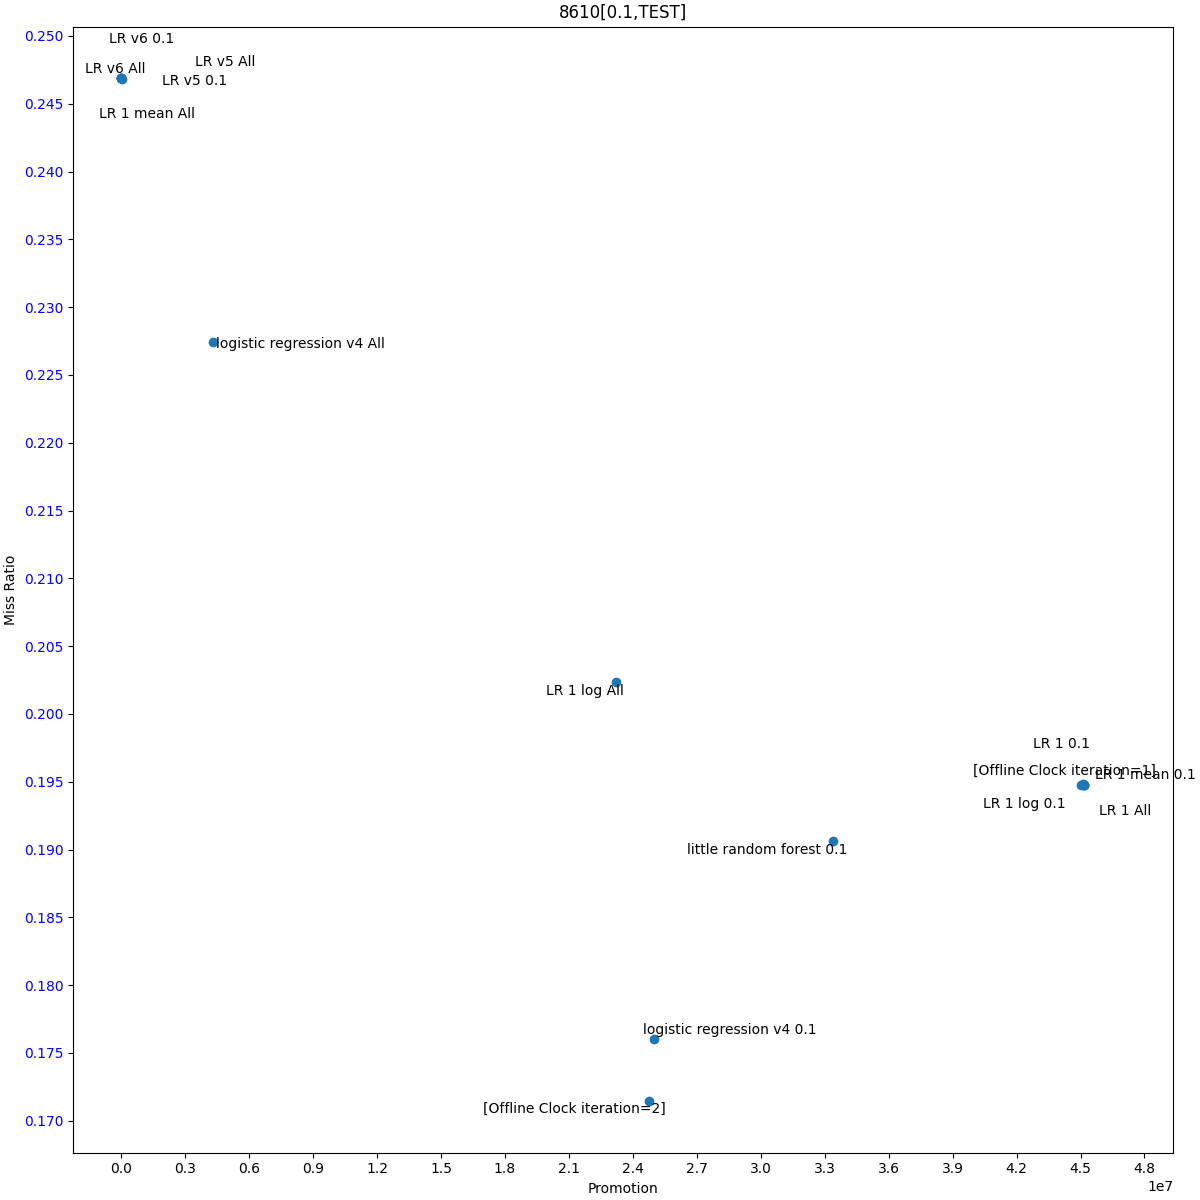 8610[0.1,TEST]
0.250
0.245
0.240
0.235
0.230
0.225
0.220
0.215
0.210
0.205
0.200
0.195
0.190
0.185
0.180
0.175
0.170
Miss Ratio
LR v6 0.1
LR v5 All
LR v6 All
LR v5 0.1
LR 1 mean All
logistic regression v4 All
LR 1 log All
LR 1 0.1
[Offline Clock iteration=1]
LR 1 mean 0.1
LR 1 log 0.1
LR 1 All
little random forest 0.1
logistic regression v4 0.1
[Offline Clock iteration=2]
0.0 0.3 0.6 0.9 1.2 1.5 1.8 2.1 2.4 2.7 3.0 3.3 3.6 3.9 4.2 4.5 4.8
1e7
Promotion